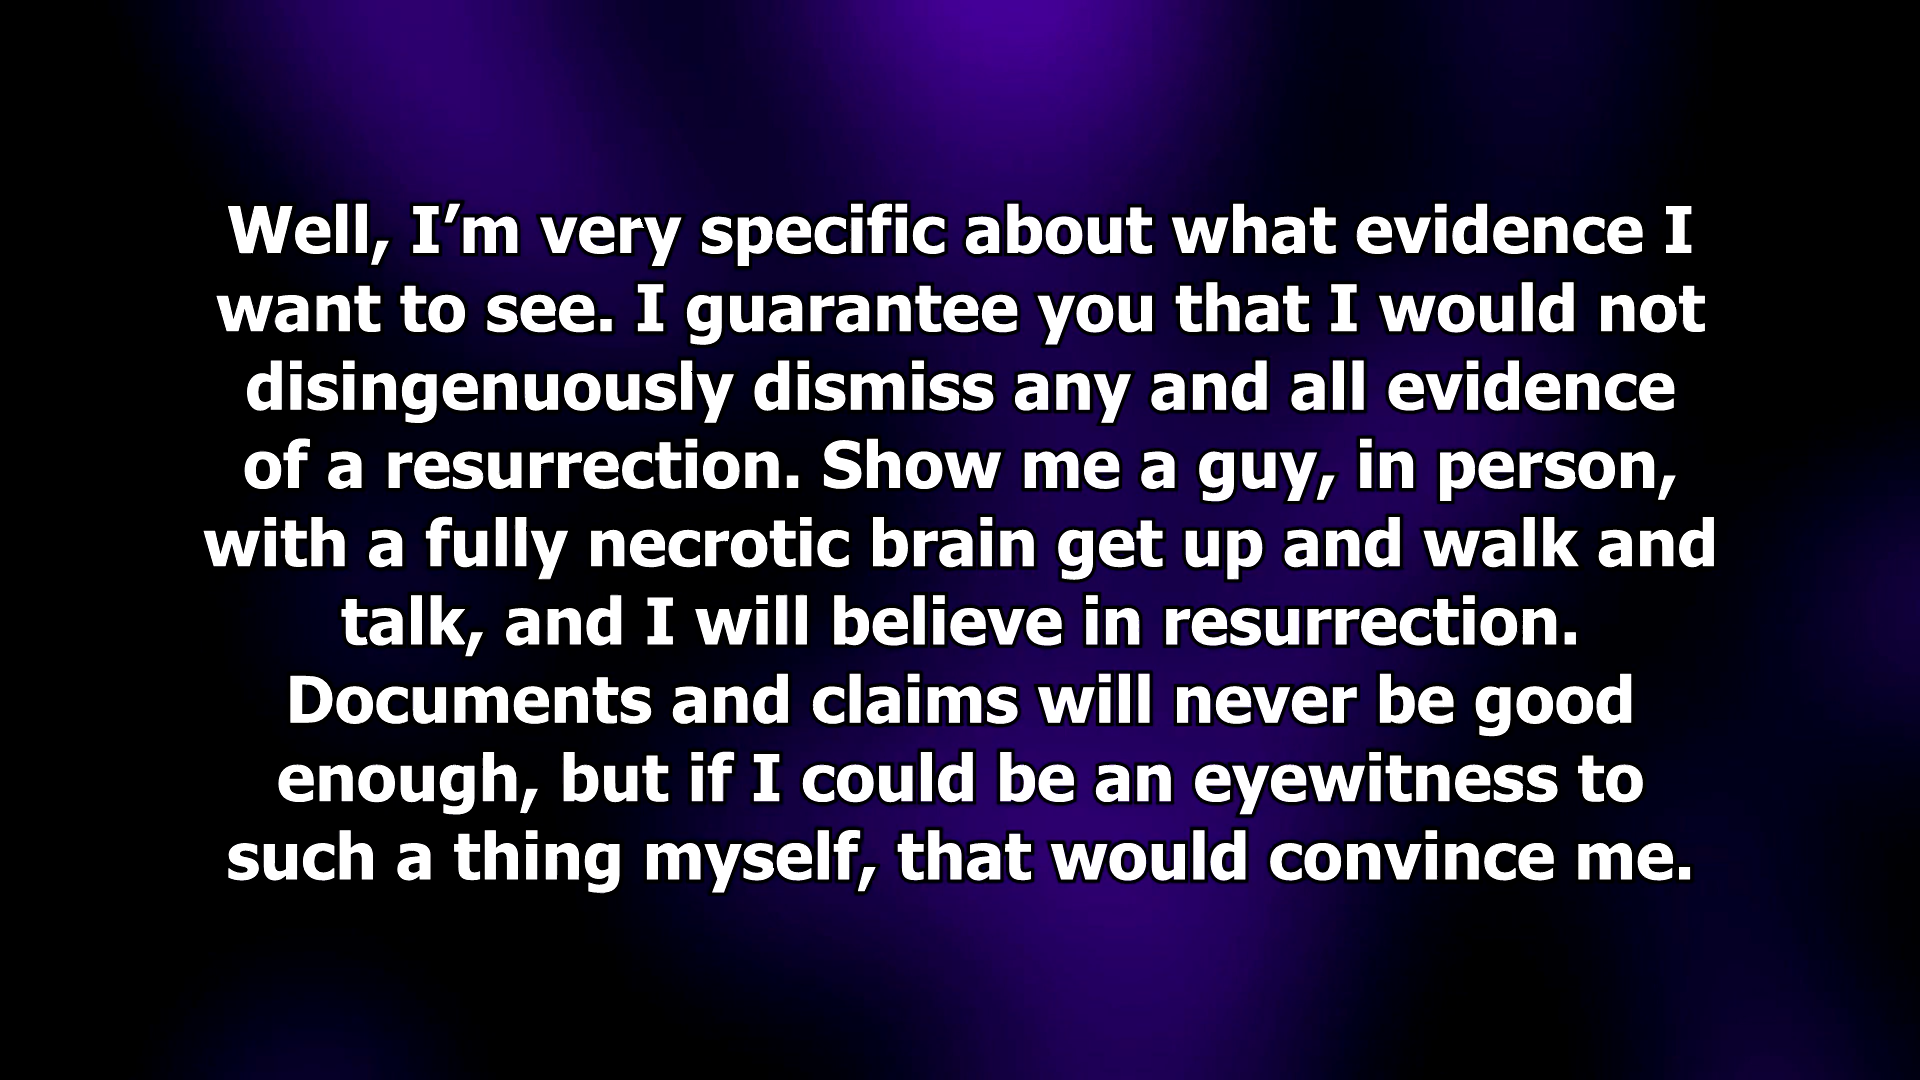 Well, I’m very specific about what evidence I
want to see. I guarantee you that I would not
disingenuously dismiss any and all evidence
of a resurrection. Show me a guy, in person,
with a fully necrotic brain get up and walk and
talk, and I will believe in resurrection.
Documents and claims will never be good
enough, but if I could be an eyewitness to
such a thing myself, that would convince me.